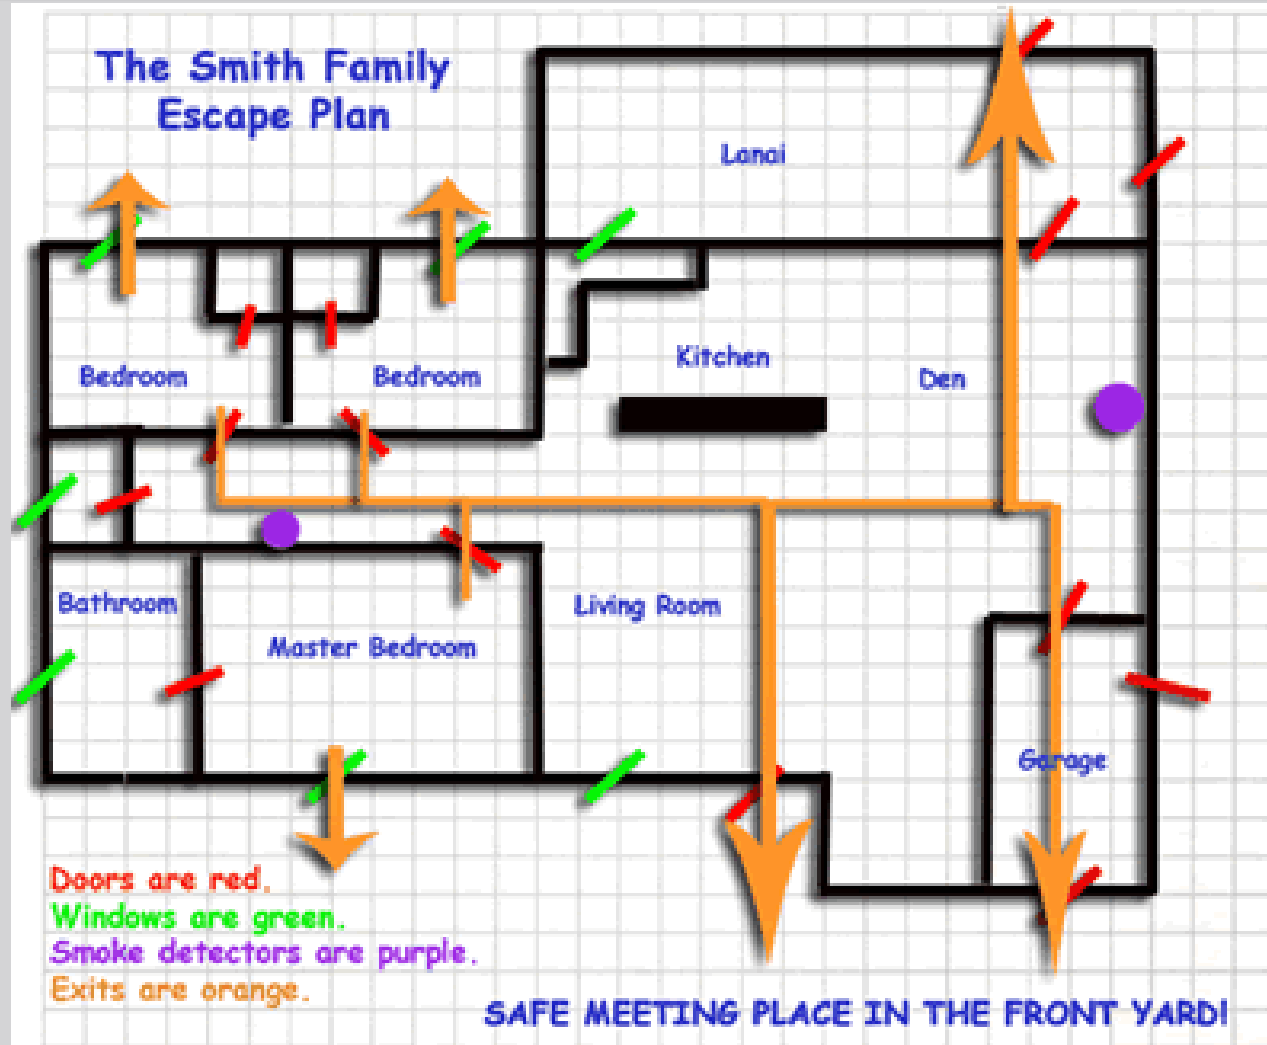 The Smith Family
Escape Plan
Lanai
Kitchen
Bedroom
Bedroom
Den
Bathroom
Living Room
Master Bedroom
Garage
Doors are red.
Windows are green.
Smoke detectors are purple.
Exits are orange.
SAFE MEETING PLACE IN THE FRONT YARD!